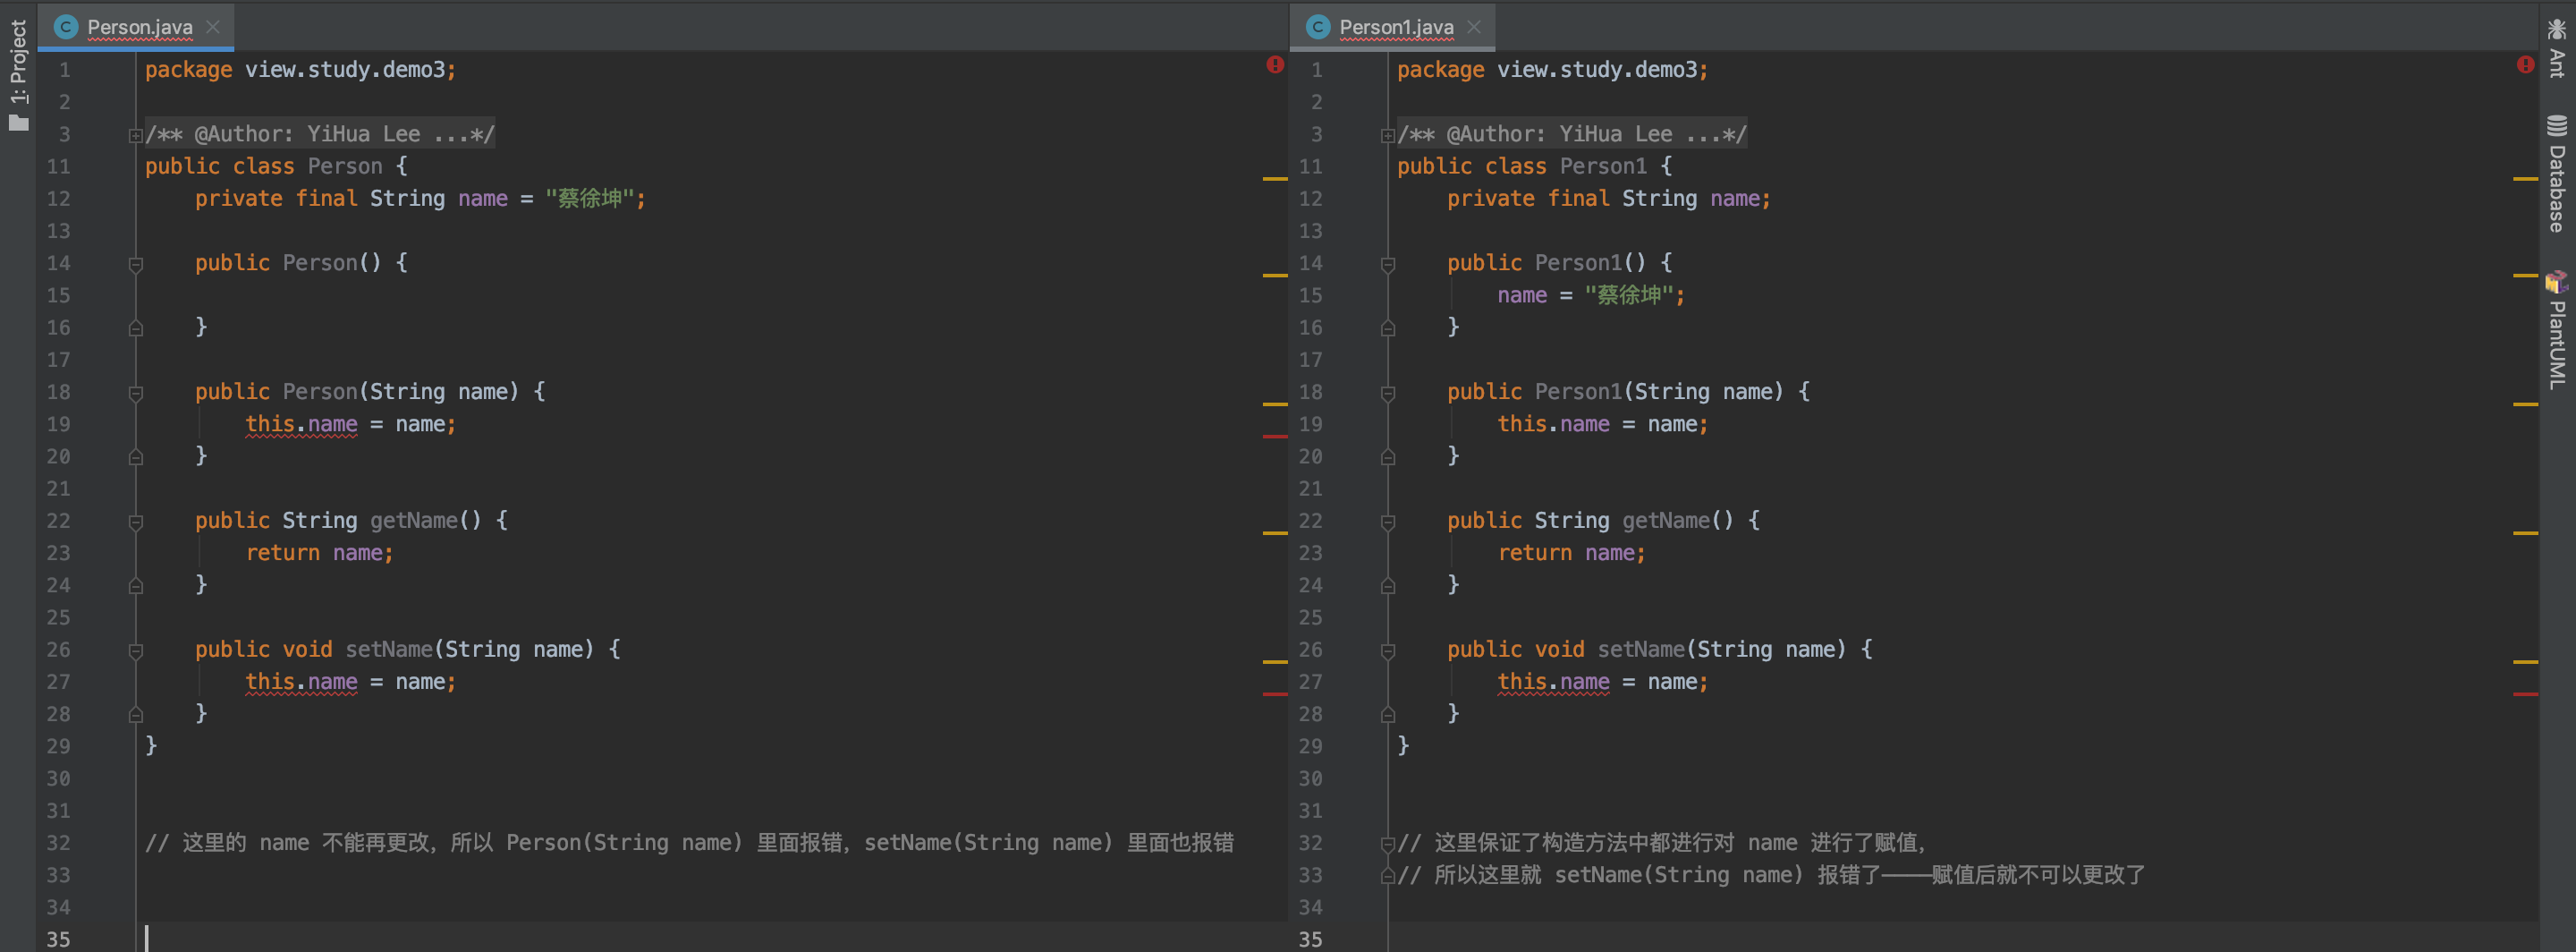 1: Project
Person.java
1 package view.study.demo3;
2
3 /** @Author: YiHua Lee ...*/
11 public class Person {
12     private final String name = "蔡徐坤";
13
14     public Person() {
15
16     }
17
18     public Person(String name) {
19         this.name = name;
20     }
21
22     public String getName() {
23         return name;
24     }
25
26     public void setName(String name) {
27         this.name = name;
28     }
29 }
30
31
32 // 这里的 name 不能再更改，所以 Person(String name) 里面报错，setName(String name) 里面也报错
33
34
35
Person1.java
1 package view.study.demo3;
2
3 /** @Author: YiHua Lee ...*/
11 public class Person1 {
12     private final String name;
13
14     public Person1() {
15         name = "蔡徐坤";
16     }
17
18     public Person1(String name) {
19         this.name = name;
20     }
21
22     public String getName() {
23         return name;
24     }
25
26     public void setName(String name) {
27         this.name = name;
28     }
29 }
30
31
32 // 这里保证了构造方法中都进行对 name 进行了赋值，
33 // 所以这里就 setName(String name) 报错了————赋值后就不可以更改了
34
35
Ant
Database
PlantUML